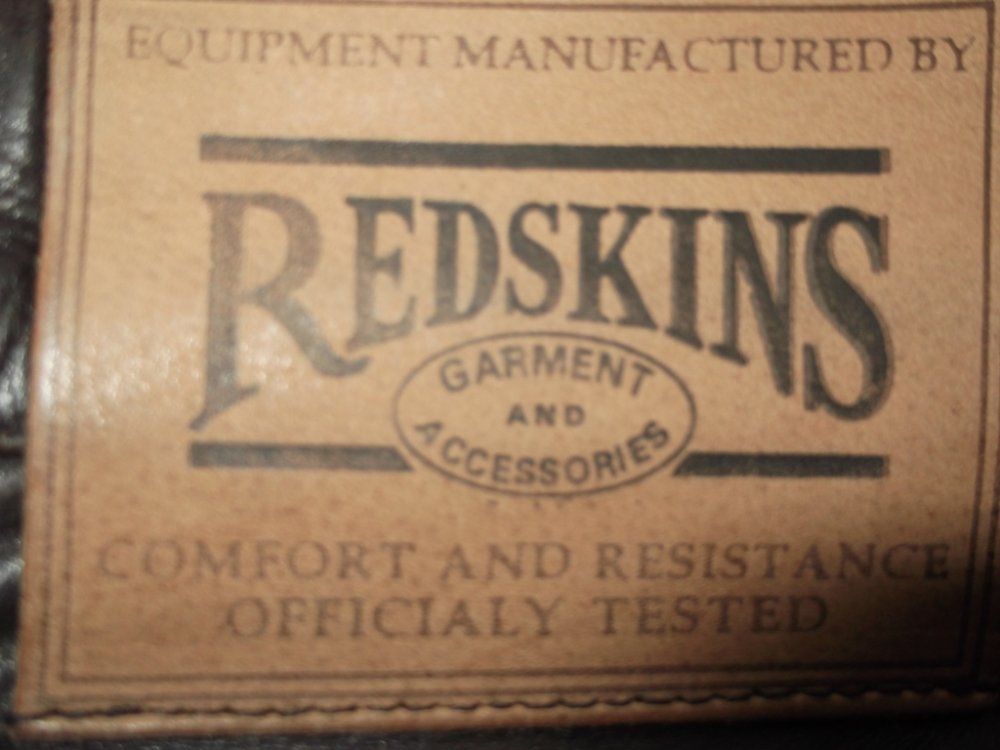 EQUIPMENT MANUFACTURED BY
REDSKINS
GARMENT
AND
ACCESSORIES
COMFORT AND RESISTANCE
OFFICIALY TESTED